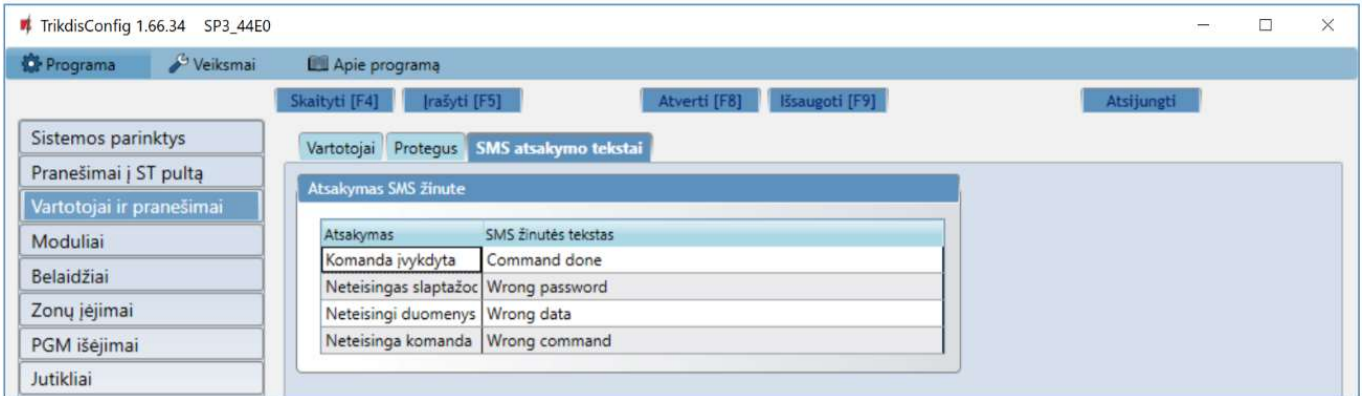 TrikdisConfig 1.66.34 SP3_44E0
Programa Veiksmai Apie programą
Skaityti [F4] Įrašyti [F5] Atverti [F8] Išsaugoti [F9] Atsijungti
Sistemos parinktys
Pranešimai į ST pultą
Vartotojai ir pranešimai
Moduliai
Belaidžiai
Zonų įėjimai
PGM išėjimai
Jutikliai
Vartotojai Protegus SMS atsakymo tekstai
Atsakymas SMS žinute
Atsakymas SMS žinutės tekstas
Komanda įvykdyta Command done
Neteisingas slaptažoc Wrong password
Neteisingi duomenys Wrong data
Neteisinga komanda Wrong command